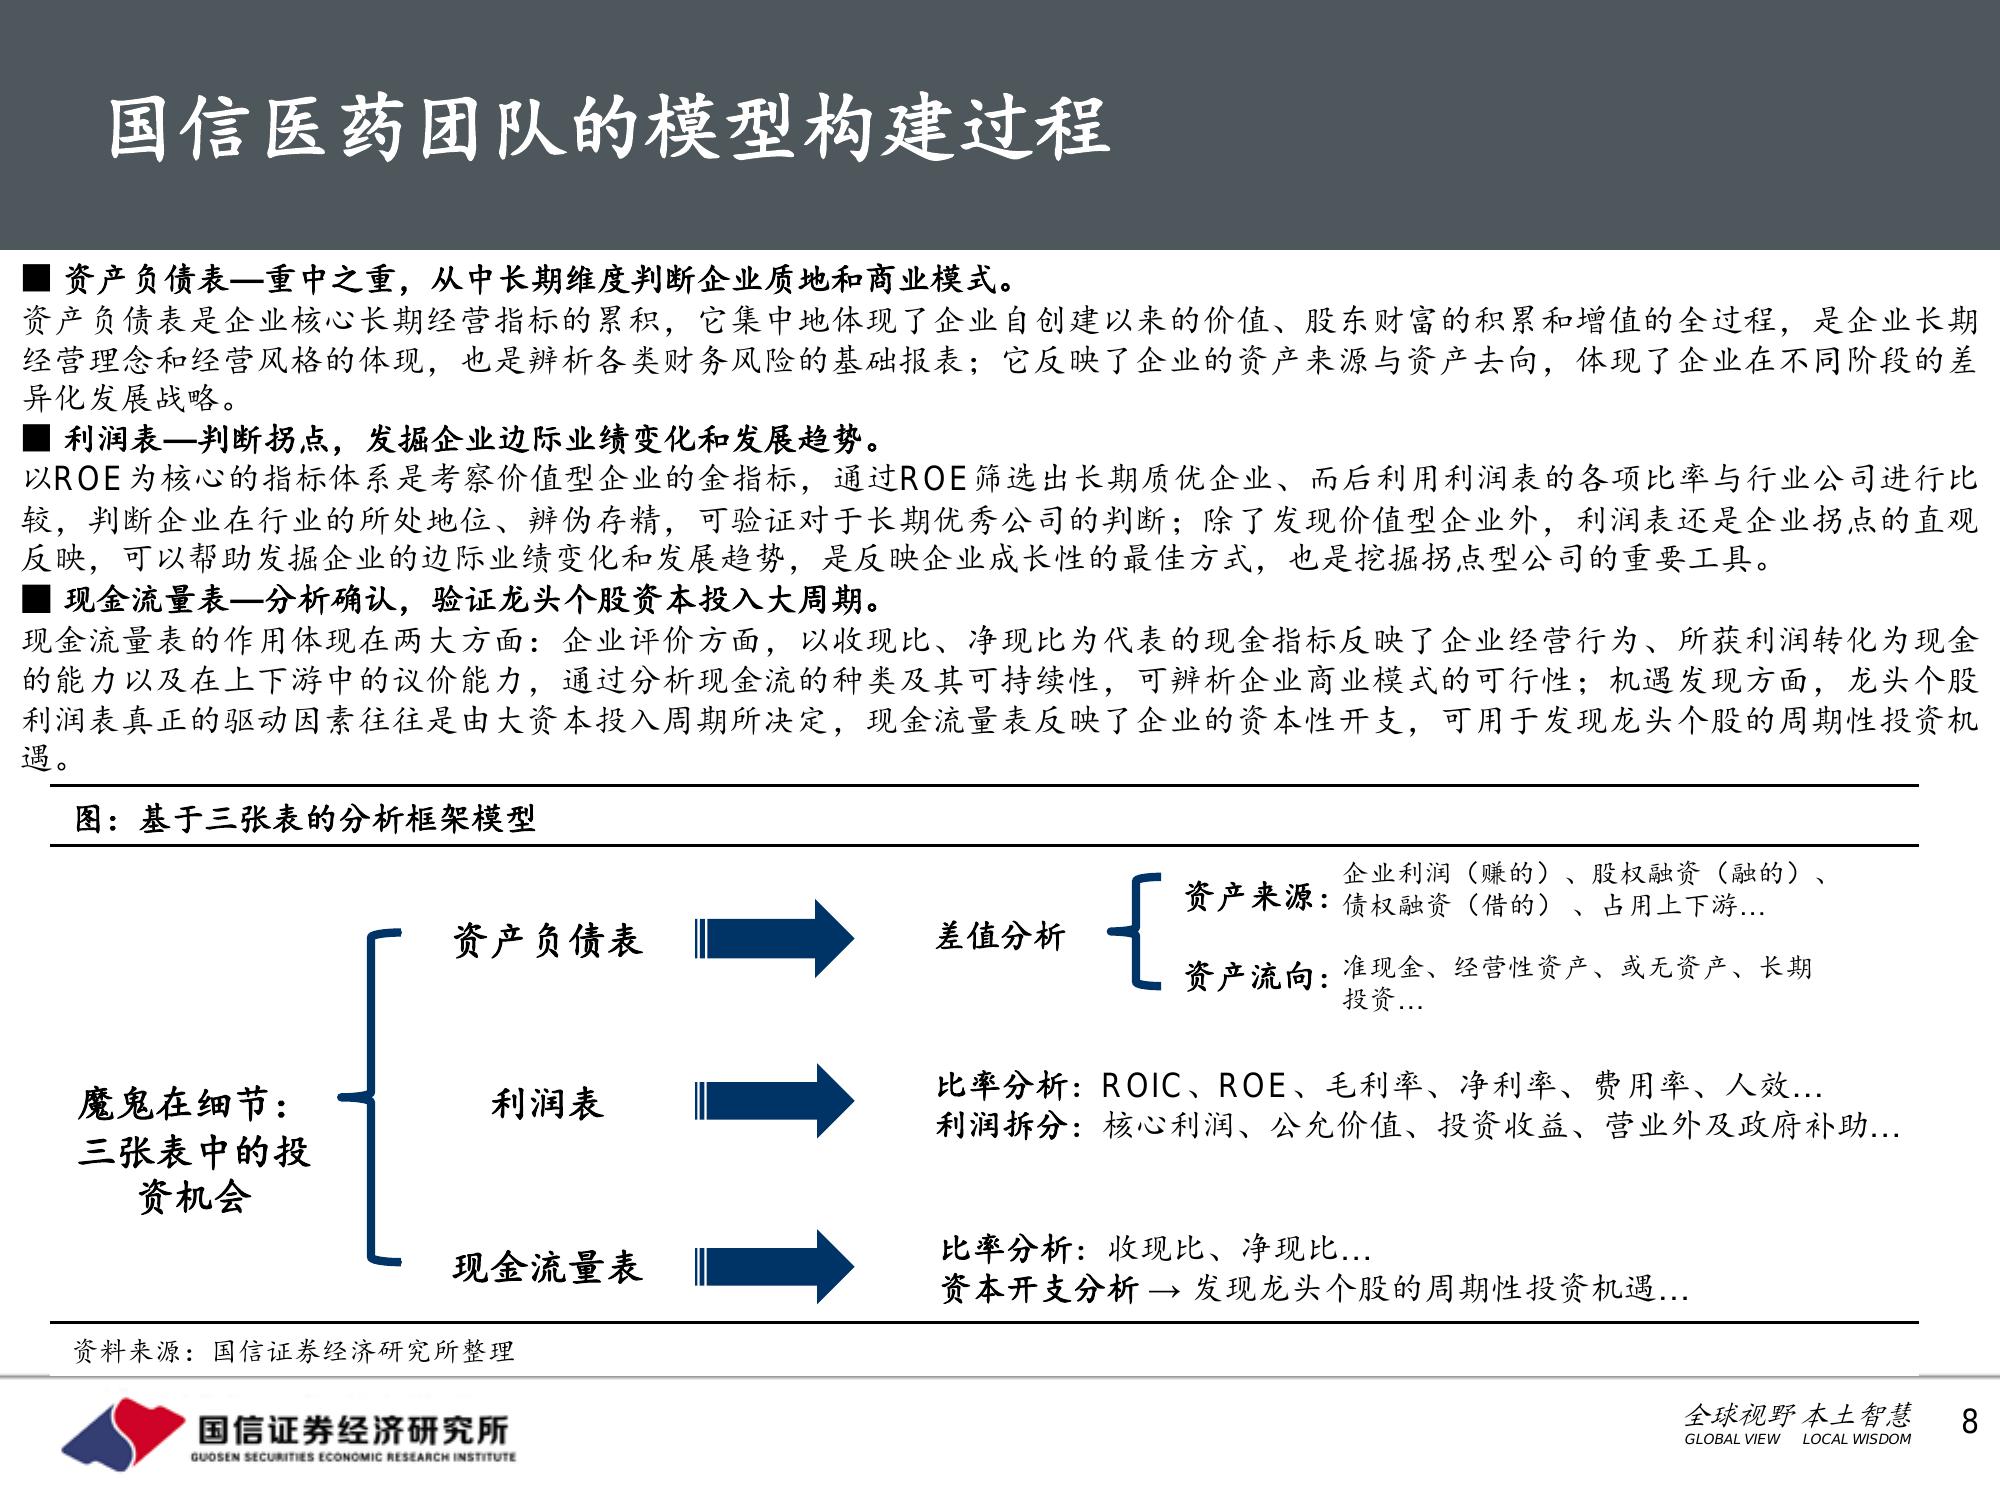 国信医药团队的模型构建过程
■ 资产负债表—重中之重，从中长期维度判断企业质地和商业模式。
资产负债表是企业核心长期经营指标的累积，它集中地体现了企业自创建以来的价值、股东财富的积累和增值的全过程，是企业长期
经营理念和经营风格的体现，也是辨析各类财务风险的基础报表；它反映了企业的资产来源与资产去向，体现了企业在不同阶段的差
异化发展战略。
■ 利润表—判断拐点，发掘企业边际业绩变化和发展趋势。
以ROE为核心的指标体系是考察价值型企业的金指标，通过ROE筛选出长期质优企业、而后利用利润表的各项比率与行业公司进行比
较，判断企业在行业的所处地位、辨伪存精，可验证对于长期优秀公司的判断；除了发现价值型企业外，利润表还是企业拐点的直观
反映，可以帮助发掘企业的边际业绩变化和发展趋势，是反映企业成长性的最佳方式，也是挖掘拐点型公司的重要工具。
■ 现金流量表—分析确认，验证龙头个股资本投入大周期。
现金流量表的作用体现在两大方面：企业评价方面，以收现比、净现比为代表的现金指标反映了企业经营行为、所获利润转化为现金
的能力以及在上下游中的议价能力，通过分析现金流的种类及其可持续性，可辨析企业商业模式的可行性；机遇发现方面，龙头个股
利润表真正的驱动因素往往是由大资本投入周期所决定，现金流量表反映了企业的资本性开支，可用于发现龙头个股的周期性投资机
遇。
图：基于三张表的分析框架模型
魔鬼在细节：
三张表中的投
资机会
资产负债表
差值分析
资产来源：
企业利润（赚的）、股权融资（融的）、
债权融资（借的）、占用上下游…
资产流向：
准现金、经营性资产、或无资产、长期
投资…
利润表
比率分析：ROIC、ROE、毛利率、净利率、费用率、人效…
利润拆分：核心利润、公允价值、投资收益、营业外及政府补助…
现金流量表
比率分析：收现比、净现比…
资本开支分析→发现龙头个股的周期性投资机遇…
资料来源：国信证券经济研究所整理
国信证券经济研究所
GUOSEN SECURITIES ECONOMIC RESEARCH INSTITUTE
全球视野 本土智慧
GLOBAL VIEW LOCAL WISDOM
8